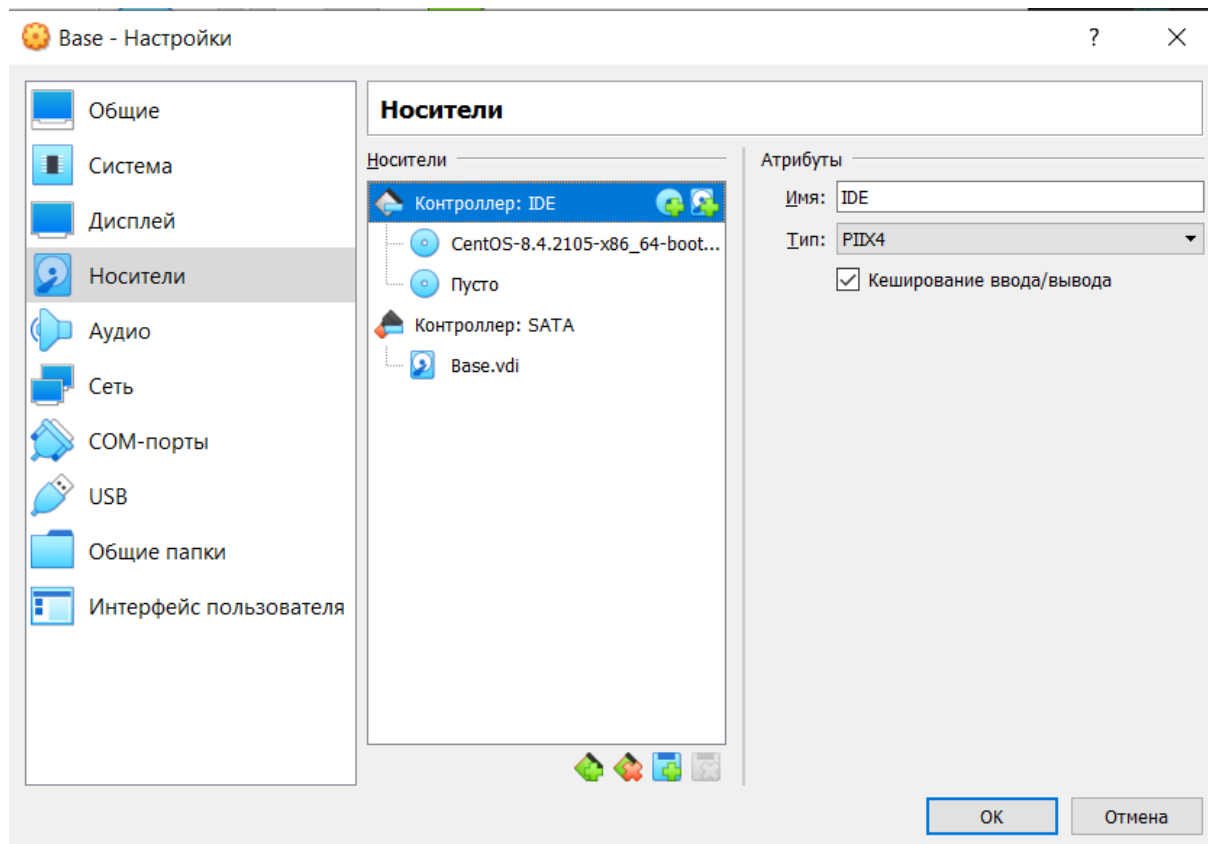 Base - Настройки
?
Общие
Система
Дисплей
Носители
Аудио
Сеть
COM-порты
USB
Общие папки
Интерфейс пользователя
Носители
Носители
Контроллер: IDE
CentOS-8.4.2105-x86_64-boot...
Пусто
Контроллер: SATA
Base.vdi
Атрибуты
Имя: IDE
Тип: PIIX4
Кеширование ввода/вывода
OK Отмена